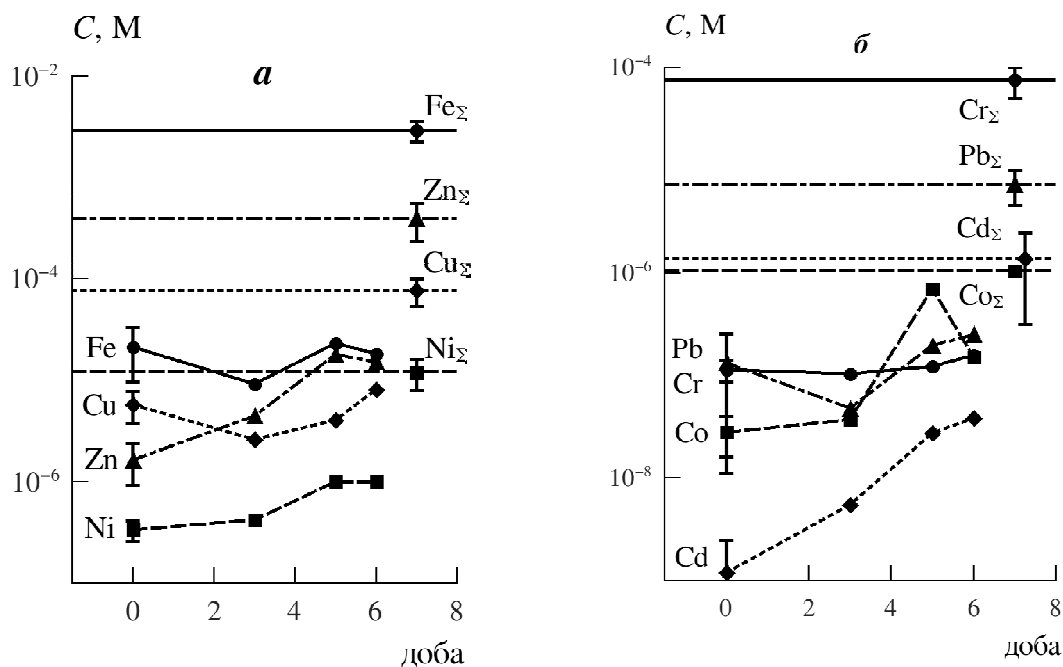 C, М
а
10⁻²
10⁻⁴
10⁻⁶
Fe_Σ
Zn_Σ
Cu_Σ
Ni_Σ
Fe
Cu
Zn
Ni
0 2 4 6 8
доба
C, М
б
10⁻⁴
10⁻⁶
10⁻⁸
Cr_Σ
Pb_Σ
Cd_Σ
Co_Σ
Pb
Cr
Co
Cd
0 2 4 6 8
доба